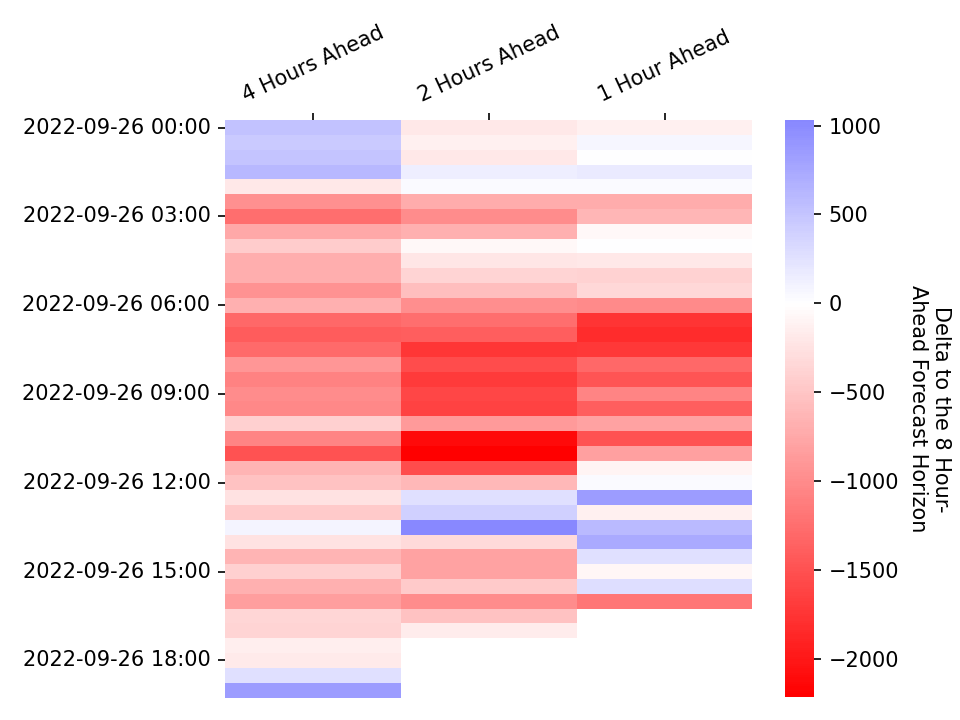 4 Hours Ahead
2 Hours Ahead
1 Hour Ahead
2022-09-26 00:00
2022-09-26 03:00
2022-09-26 06:00
2022-09-26 09:00
2022-09-26 12:00
2022-09-26 15:00
2022-09-26 18:00
1000
500
0
−500
−1000
−1500
−2000
Delta to the 8 Hour-
Ahead Forecast Horizon